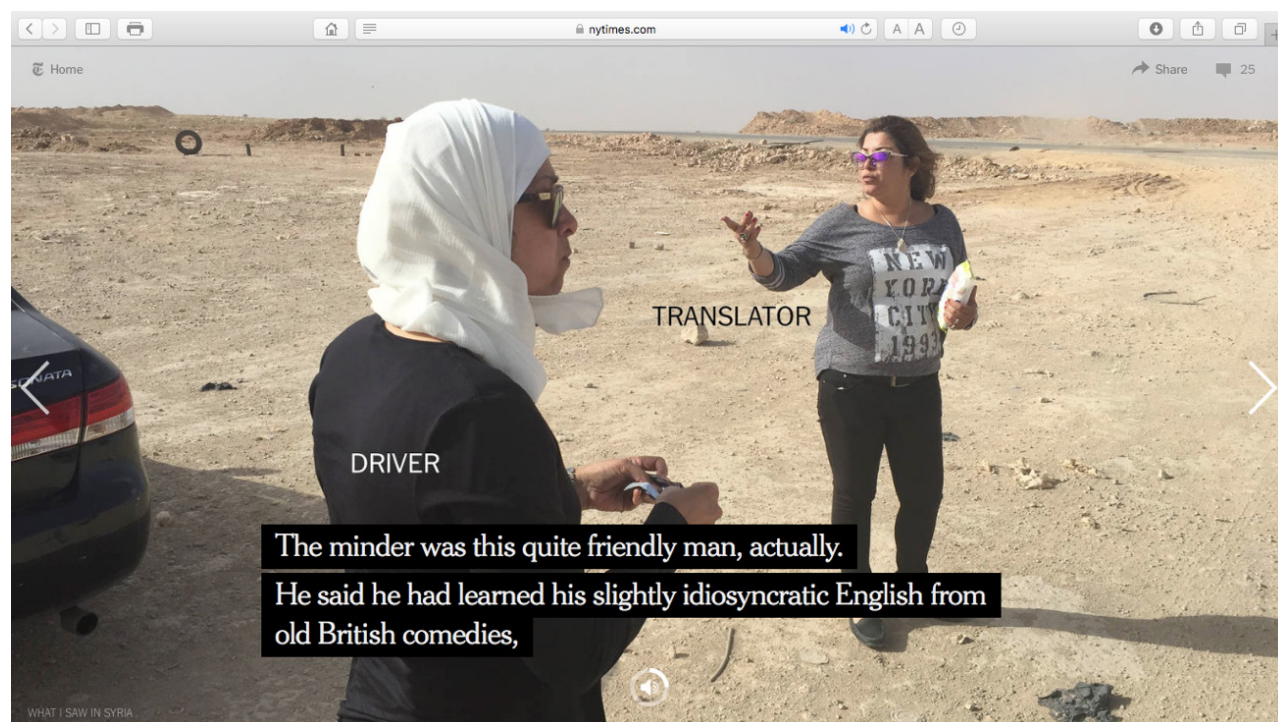 nytimes.com
A A
Home
Share
25
NEW
YORK
CITY
1993
TRANSLATOR
SONATA
DRIVER
The minder was this quite friendly man, actually.
He said he had learned his slightly idiosyncratic English from
old British comedies,
WHAT I SAW IN SYRIA